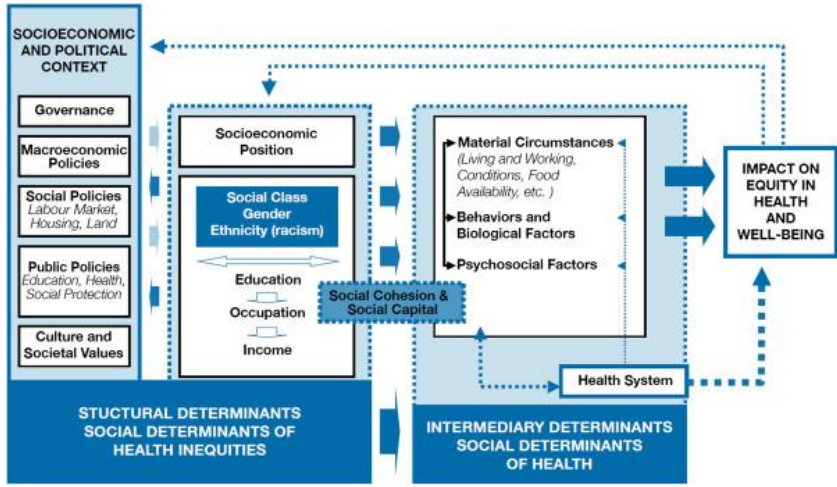 SOCIOECONOMIC
AND POLITICAL
CONTEXT
Governance
Macroeconomic
Policies
Social Policies
Labour Market,
Housing, Land
Public Policies
Education, Health,
Social Protection
Culture and
Societal Values
Socioeconomic
Position
Social Class
Gender
Ethnicity (racism)
Education
Occupation
Income
Social Cohesion &
Social Capital
Material Circumstances
(Living and Working,
Conditions, Food
Availability, etc. )
Behaviors and
Biological Factors
Psychosocial Factors
Health System
IMPACT ON
EQUITY IN
HEALTH
AND
WELL-BEING
STUCTURAL DETERMINANTS
SOCIAL DETERMINANTS OF
HEALTH INEQUITIES
INTERMEDIARY DETERMINANTS
SOCIAL DETERMINANTS
OF HEALTH